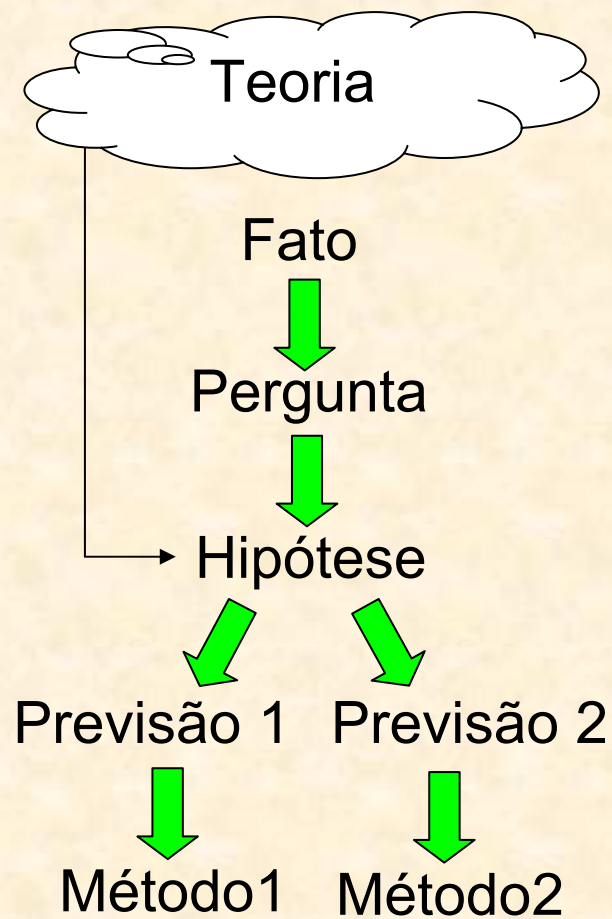 Teoria
Fato
Pergunta
Hipótese
Previsão 1 Previsão 2
Método1 Método2